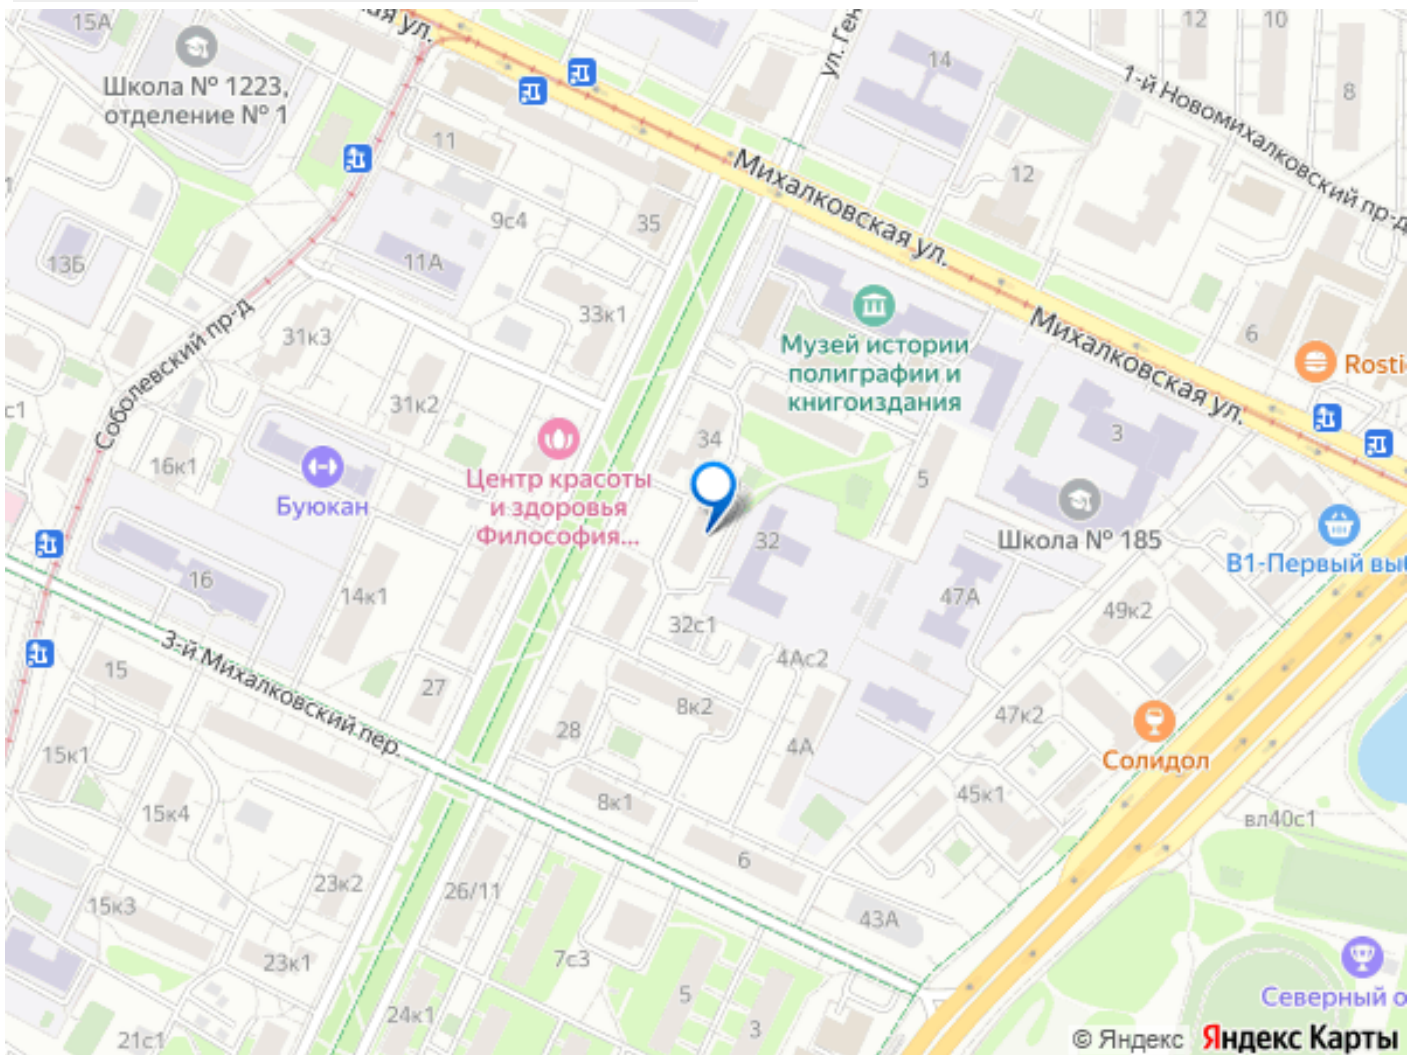 15А
ая ул.
Школа № 1223,
отделение № 1
ул. Ген
14
12
10
8
1-й Новомихалковский пр-д
11
12
9с4
35
Михалковская ул.
13Б
11А
33к1
31к3
Соболевский пр-д
Музей истории
полиграфии и
книгоиздания
Михалковская ул.
6
Rosti
с1
31к2
34
3
16к1
Буюкан
Центр красоты
и здоровья
Философия...
5
Школа № 185
В1-Первый выб
32
16
14к1
47А
49к2
32с1
3-й Михалковский пер.
4Ас2
15
27
8к2
28
47к2
4А
Солидол
15к1
15к4
8к1
45к1
вл40с1
6
23к2
26/11
15к3
43А
23к1
7с3
5
Северный о
24к1
3
21с1
© Яндекс Яндекс Карты